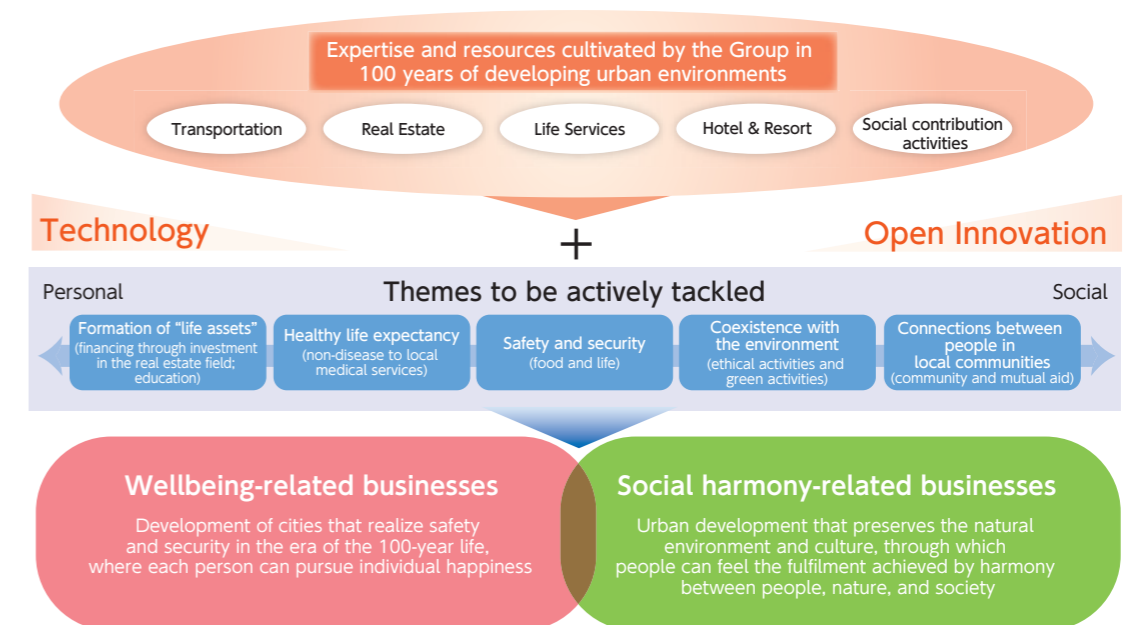 Expertise and resources cultivated by the Group in
100 years of developing urban environments
Transportation
Real Estate
Life Services
Hotel & Resort
Social contribution
activities
Technology
+
Open Innovation
Personal
Themes to be actively tackled
Social
Formation of “life assets”
(financing through investment
in the real estate field;
education)
Healthy life expectancy
(non-disease to local
medical services)
Safety and security
(food and life)
Coexistence with
the environment
(ethical activities and
green activities)
Connections between
people in
local communities
(community and mutual aid)
Wellbeing-related businesses
Development of cities that realize safety
and security in the era of the 100-year life,
where each person can pursue individual happiness
Social harmony-related businesses
Urban development that preserves the natural
environment and culture, through which
people can feel the fulfilment achieved by harmony
between people, nature, and society